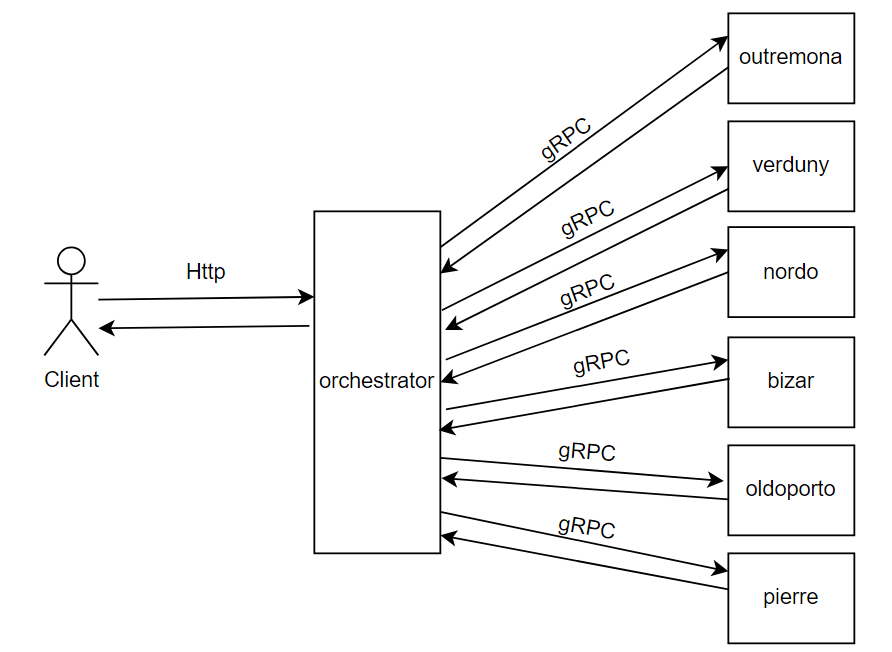 outremona
gRPC
verduny
gRPC
Http
nordo
gRPC
Client
orchestrator
gRPC
bizar
gRPC
oldoporto
gRPC
pierre